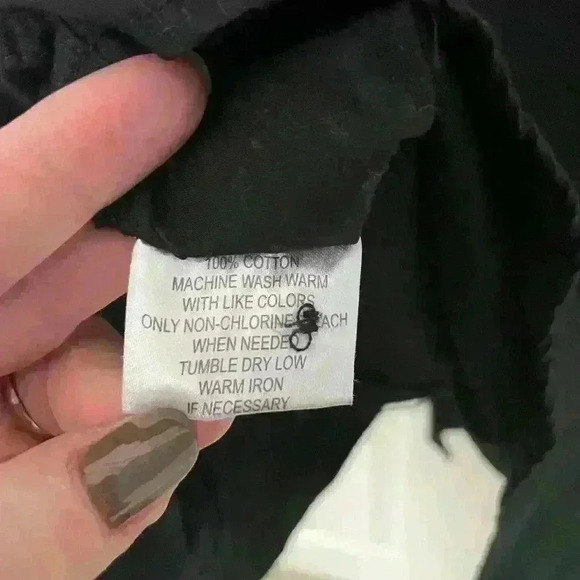 100% COTTON
MACHINE WASH WARM
WITH LIKE COLORS
ONLY NON-CHLORINE
WHEN NEEDED
TUMBLE DRY LOW
WARM IRON
IF NECESSARY